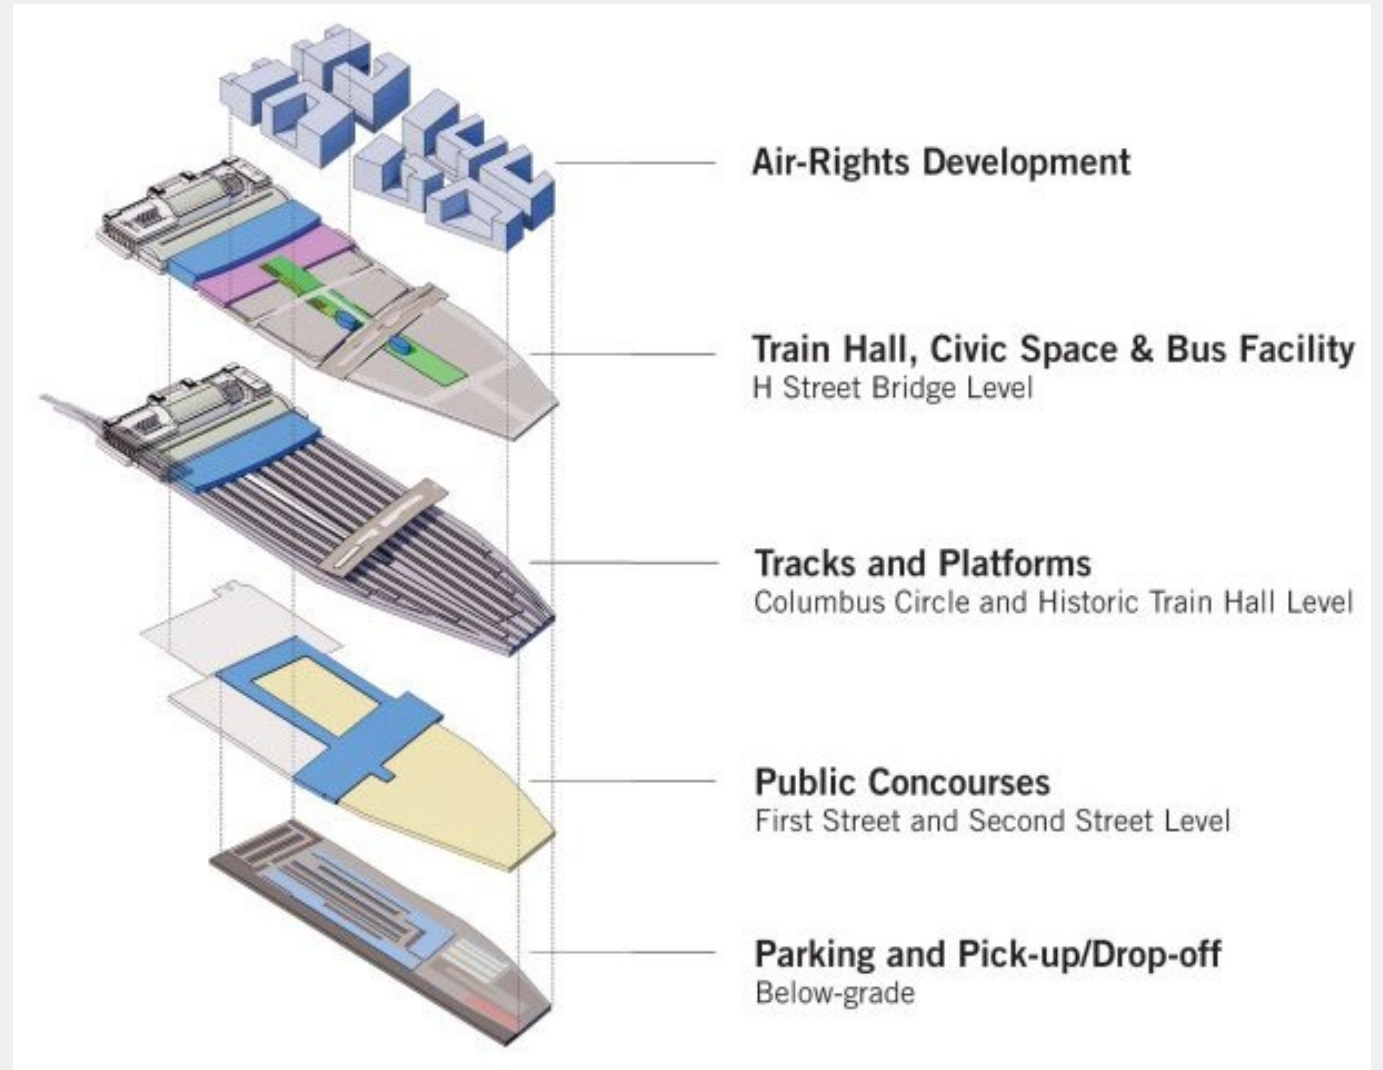 Air-Rights Development
Train Hall, Civic Space & Bus Facility
H Street Bridge Level
Tracks and Platforms
Columbus Circle and Historic Train Hall Level
Public Concourses
First Street and Second Street Level
Parking and Pick-up/Drop-off
Below-grade